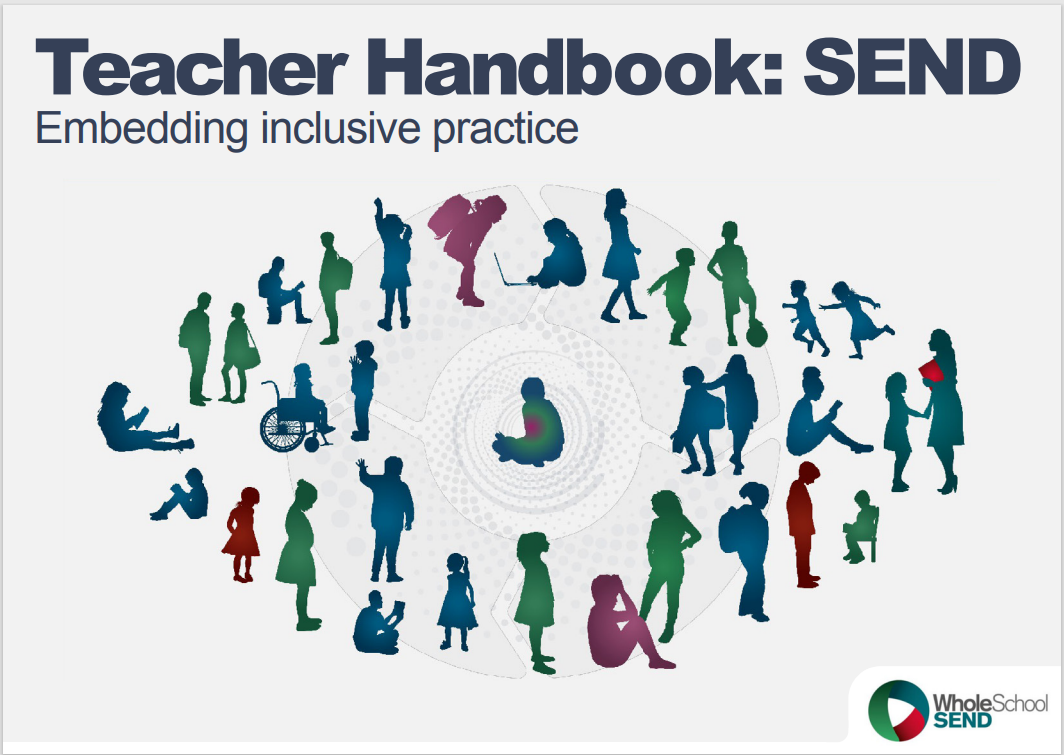 Teacher Handbook: SEND
Embedding inclusive practice
WholeSchool
SEND